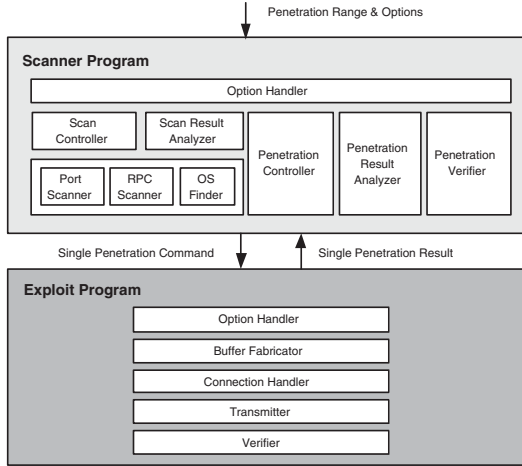 Penetration Range & Options
Scanner Program
Option Handler
Scan
Controller
Scan Result
Analyzer
Port
Scanner
RPC
Scanner
OS
Finder
Penetration
Controller
Penetration
Result
Analyzer
Penetration
Verifier
Single Penetration Command
Single Penetration Result
Exploit Program
Option Handler
Buffer Fabricator
Connection Handler
Transmitter
Verifier